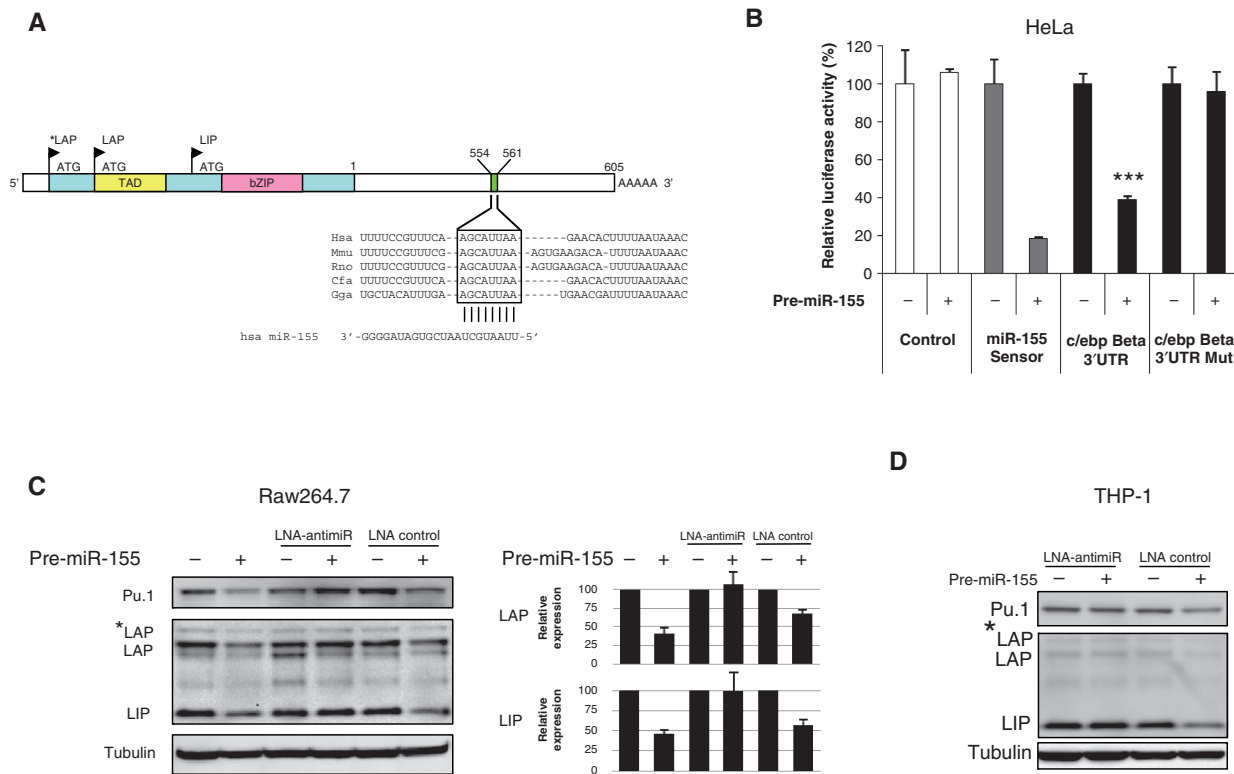 A
*LAP
LAP
LIP
ATG
ATG
ATG
1
554
561
605
5'
TAD
bZIP
AAAAA 3'
Hsa UUUUCCGUUUCA--AGCAUUAA------GAACACUUUUAAUAAAC
Mmu UUUUCCGUUUCG--AGCAUUAA--AGUGAAGACA-UUUUAAUAAAC
Rno UUUUCCGUUUCG--AGCAUUAA--AGUGAAGACA-UUUUAAUAAAC
Cfa UUUUCCGUUUCA--AGCAUUAA------GAACACUUUUAAUAAAC
Gga UGCUACAUUUGA--AGCAUUAA------UGAACGAUUUUAAUAAAC
hsa miR-155 3'-GGGGAUAGUGCUAAUCGUAAUU-5'
B
HeLa
Relative luciferase activity (%)
120
100
80
60
40
20
0
***
Pre-miR-155 – + – + – + – +
Control
miR-155 Sensor
c/ebp Beta 3′UTR
c/ebp Beta 3′UTR Mut
C
Raw264.7
LNA-antimiR LNA control
Pre-miR-155 – + – + – +
Pu.1
*LAP
LAP
LIP
Tubulin
LNA-antimiR LNA control
Pre-miR-155 – + – + – +
LAP
Relative expression
100
75
50
25
0
LIP
Relative expression
100
75
50
25
0
D
THP-1
LNA-antimiR LNA control
Pre-miR-155 – + – +
Pu.1
*LAP
LAP
LIP
Tubulin